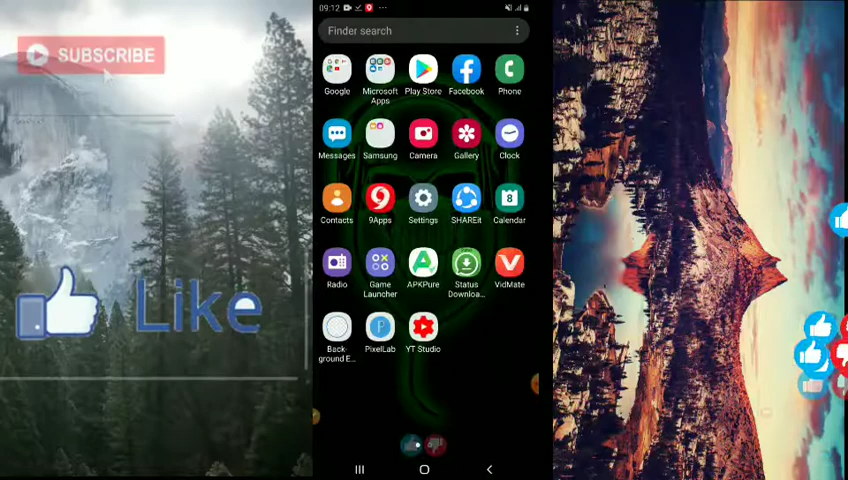 SUBSCRIBE
Like
09:12
Finder search
Google
Microsoft Apps
Play Store
Facebook
Phone
Messages
Samsung
Camera
Gallery
Clock
Contacts
9Apps
Settings
SHAREit
8
Calendar
Radio
Game Launcher
APKPure
Status Downloa...
VidMate
Back-ground E...
P
PixelLab
YT Studio